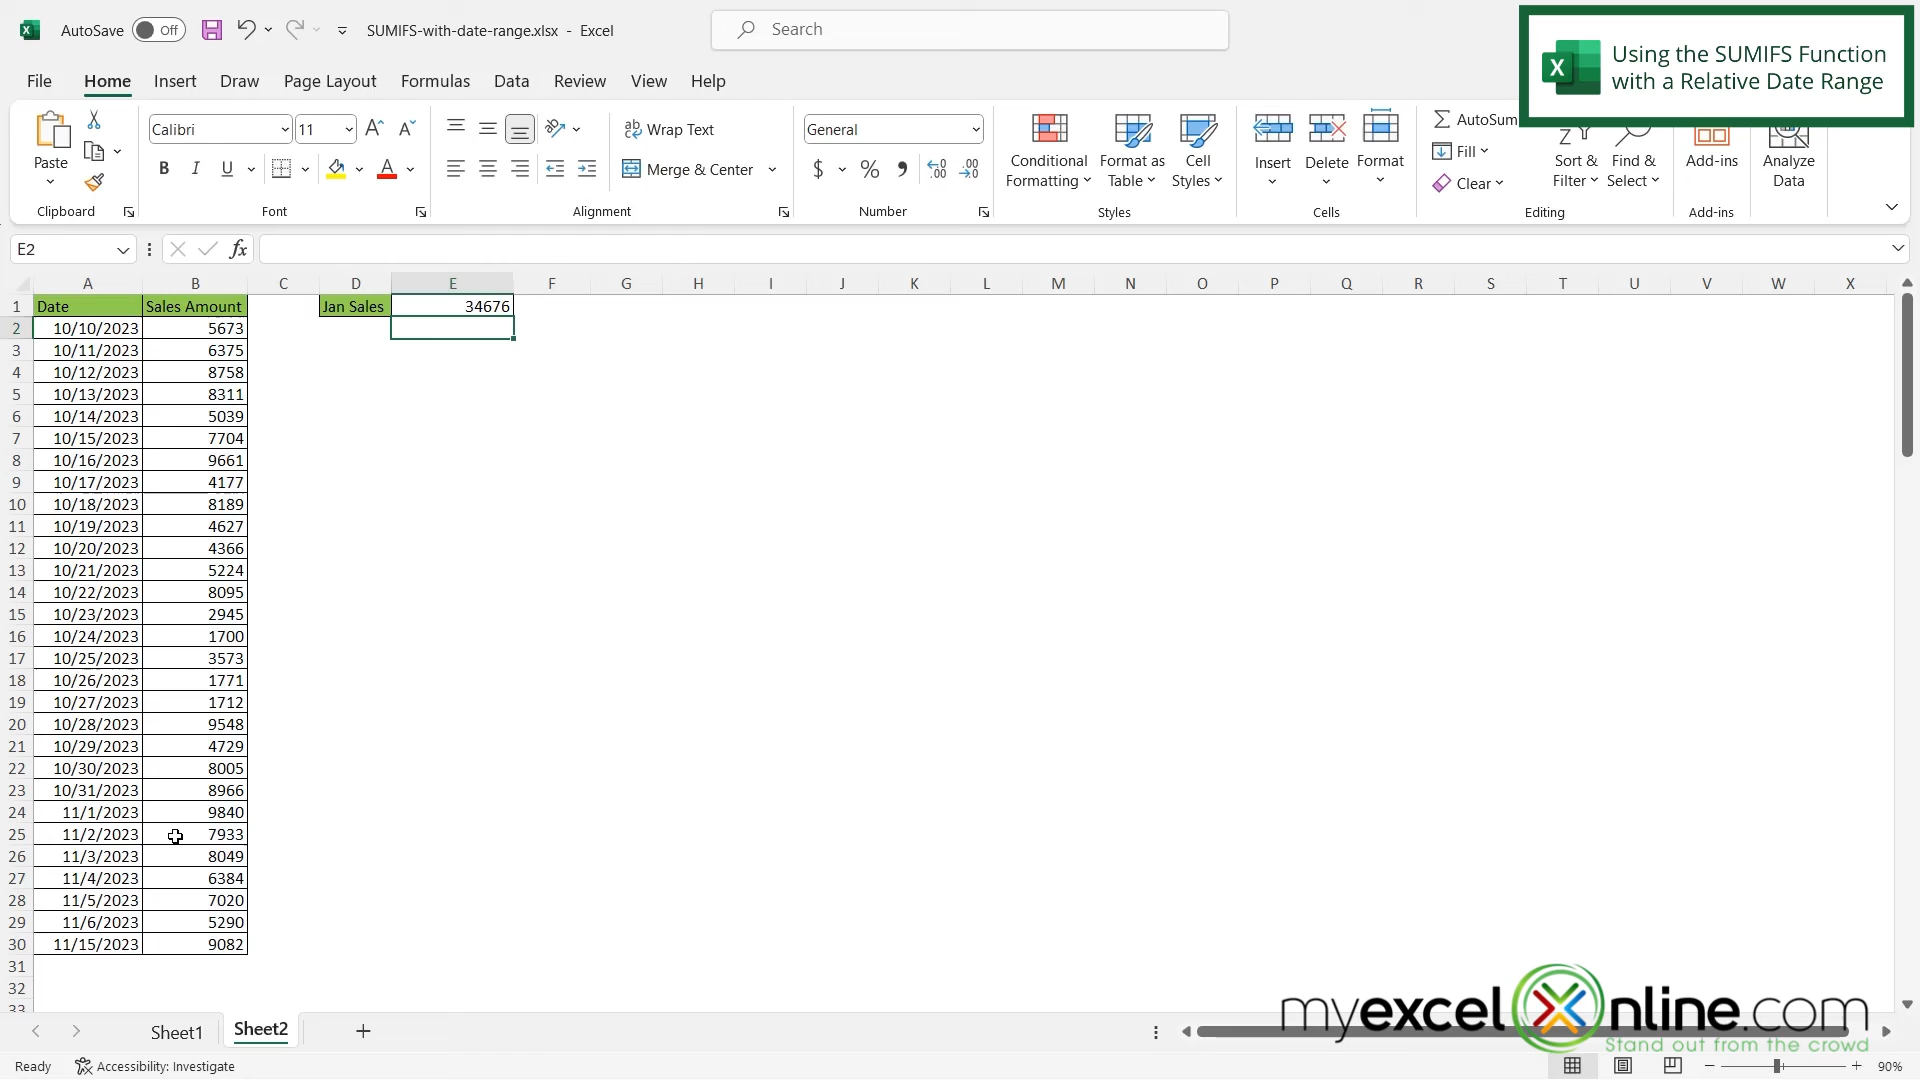 AutoSave Off SUMIFS-with-date-range.xlsx - Excel Search
Using the SUMIFS Function
with a Relative Date Range
File Home Insert Draw Page Layout Formulas Data Review View Help
Paste
Calibri 11
B I U
Wrap Text
Merge & Center
General
$ % 9
Conditional
Formatting
Format as
Table
Cell
Styles
Insert Delete Format
AutoSum
Fill
Clear
Sort &
Filter
Find &
Select
Add-ins
Analyze
Data
Clipboard Font Alignment Number Styles Cells Editing Add-ins
E2 fx
A B C D E F G H I J K L M N O P Q R S T U V W X
1 Date Sales Amount Jan Sales 34676
2 10/10/2023 5673
3 10/11/2023 6375
4 10/12/2023 8758
5 10/13/2023 8311
6 10/14/2023 5039
7 10/15/2023 7704
8 10/16/2023 9661
9 10/17/2023 4177
10 10/18/2023 8189
11 10/19/2023 4627
12 10/20/2023 4366
13 10/21/2023 5224
14 10/22/2023 8095
15 10/23/2023 2945
16 10/24/2023 1700
17 10/25/2023 3573
18 10/26/2023 1771
19 10/27/2023 1712
20 10/28/2023 9548
21 10/29/2023 4729
22 10/30/2023 8005
23 10/31/2023 8966
24 11/1/2023 9840
25 11/2/2023 7933
26 11/3/2023 8049
27 11/4/2023 6384
28 11/5/2023 7020
29 11/6/2023 5290
30 11/15/2023 9082
31
32
33
myexcelOnline.com
Stand out from the crowd
Sheet1 Sheet2
Ready Accessibility: Investigate 90%